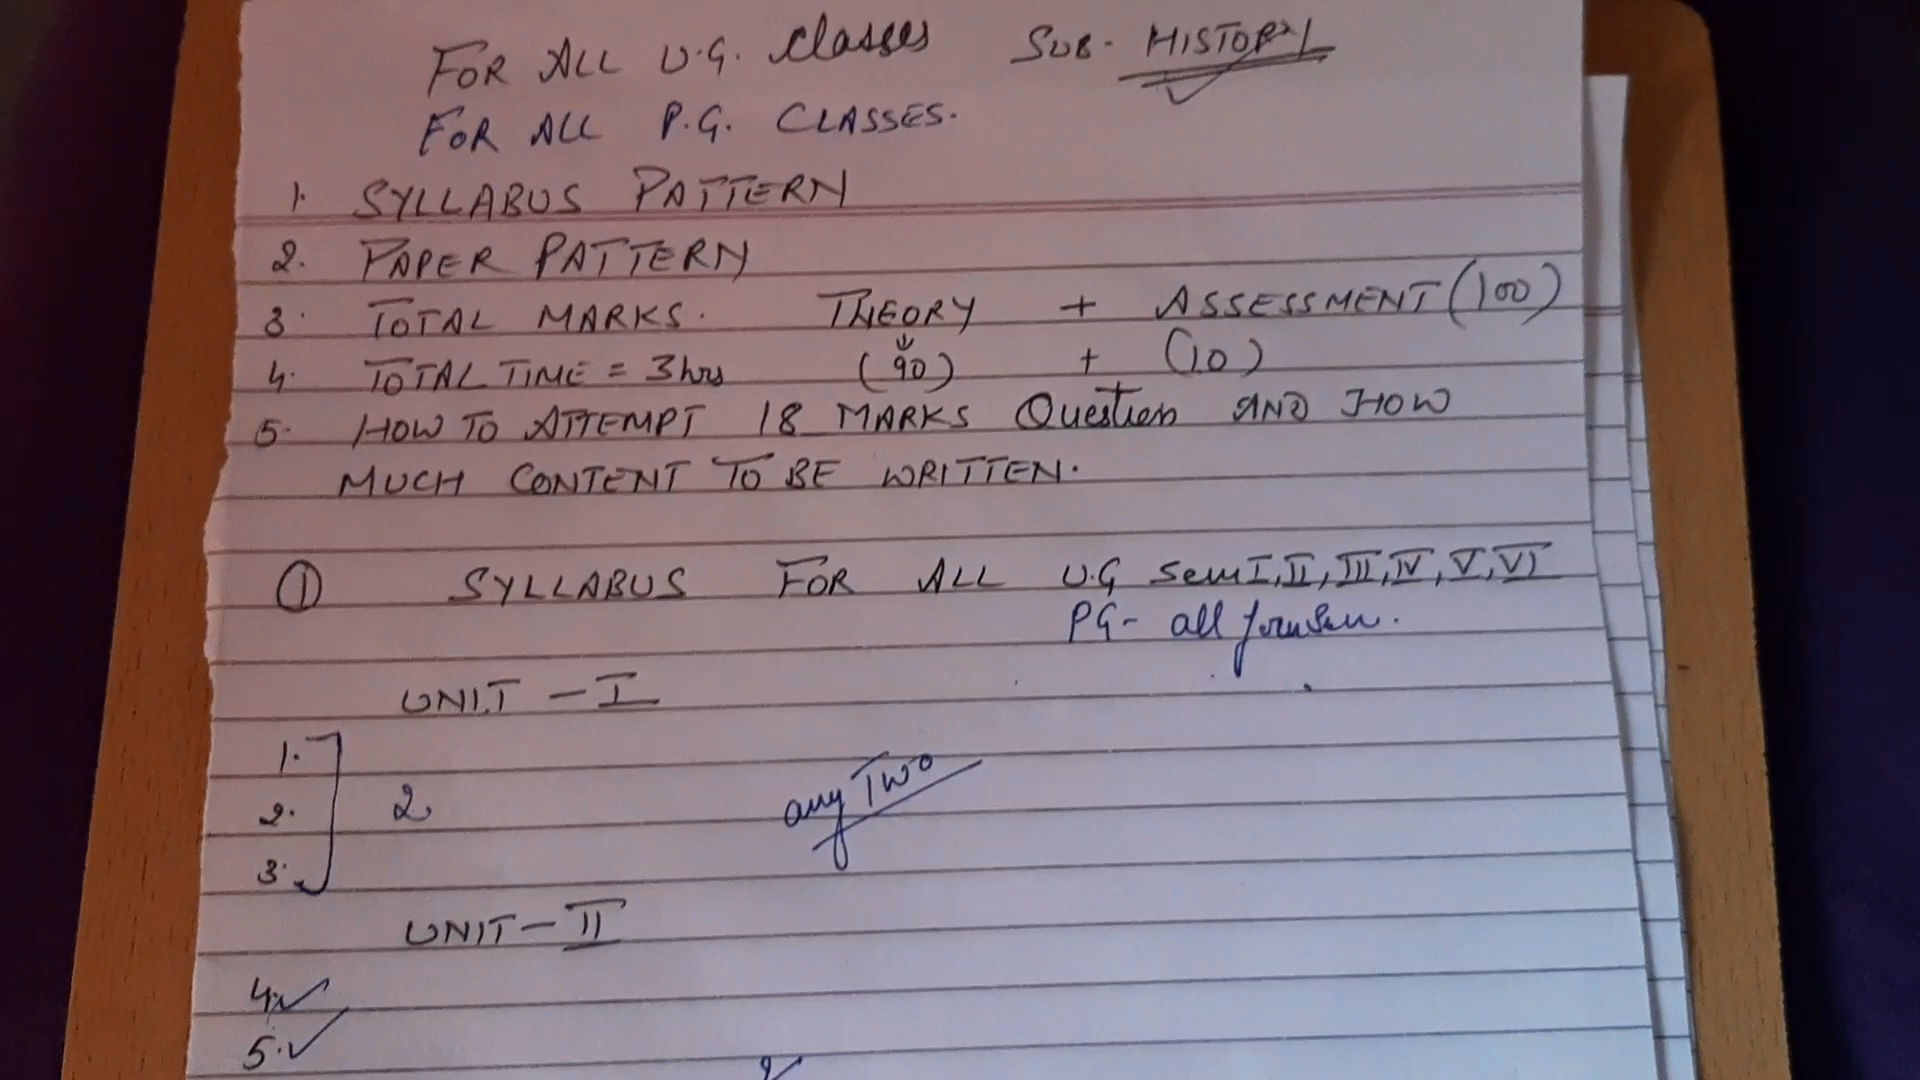 FOR ALL U.G. classes SUB- HISTORY
FOR ALL P.G. CLASSES.
1. SYLLABUS PATTERN
2. PAPER PATTERN
3. TOTAL MARKS. THEORY + ASSESSMENT (100)
4. TOTAL TIME = 3hrs (90) + (10)
5. HOW TO ATTEMPT 18 MARKS Question AND HOW
MUCH CONTENT TO BE WRITTEN.
① SYLLABUS FOR ALL U.G Sem I, II, III, IV, V, VI
PG- all
UNIT - I
1.
2. 2. any Two
3.
UNIT - II
4.
5.